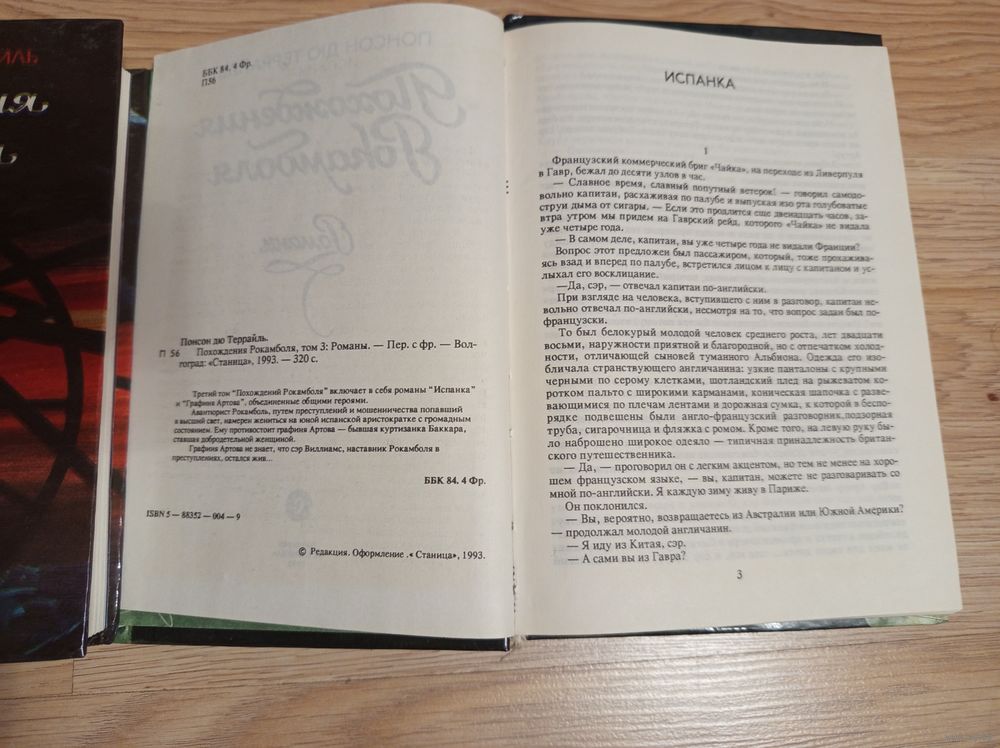 ЙЛЬ
ББК 84. 4 Фр.
П56
ПОНСОН ДЮ ТЕРРА
Похождения
Рокамболя
Романы
Понсон дю Террайль.
П 56 Похождения Рокамболя, том 3: Романы. — Пер. с фр. — Вол-
гоград: «Станица», 1993. — 320 с.
Третий том "Похождений Рокамболя" включает в себя романы "Испанка"
и "Графиня Артова", объединенные общими героями.
Авантюрист Рокамболь, путем преступлений и мошенничества попавший
в высший свет, намерен жениться на юной испанской аристократке с громадным
состоянием. Ему противостоит графиня Артова — бывшая куртизанка Баккара,
ставшая добродетельной женщиной.
Графиня Артова не знает, что сэр Виллиамс, наставник Рокамболя в
преступлениях, остался жив...
ББК 84. 4 Фр.
ISBN 5 — 88352 — 004 — 9
© Редакция. Оформление .« Станица», 1993.
ИСПАНКА
1
Французский коммерческий бриг «Чайка», на переходе из Ливерпуля
в Гавр, бежал до десяти узлов в час.
— Славное время, славный попутный ветерок! — говорил самодо-
вольно капитан, расхаживая по палубе и выпуская изо рта голубоватые
струи дыма от сигары. — Если это продлится еще двенадцать часов, за-
втра утром мы придем на Гаврский рейд, которого «Чайка» не видала
уже четыре года.
— В самом деле, капитан, вы уже четыре года не видали Франции?
Вопрос этот предложен был пассажиром, который, тоже прохажива-
ясь взад и вперед по палубе, встретился лицом к лицу с капитаном и ус-
лыхал его восклицание.
—Да, сэр, — отвечал капитан по-английски.
При взгляде на человека, вступившего с ним в разговор, капитан не-
вольно отвечал по-английски, несмотря на то, что вопрос задан был по-
французски.
То был белокурый молодой человек среднего роста, лет двадцати
восьми, наружности приятной и благородной, но с отпечатком холод-
ности, отличающей сыновей туманного Альбиона. Одежда его изо-
бличала странствующего англичанина: узкие панталоны с крупными
черными по серому клетками, шотландский плед на рыжеватом ко-
ротком пальто с широкими карманами, коническая шапочка с разве-
вающимися по плечам лентами и дорожная сумка, к которой в беспо-
рядке подвешены были англо-французский разговорник,подзорная
труба, сигарочница и фляжка с ромом. Кроме того, на левую руку бы-
ло наброшено широкое одеяло — типичная принадлежность британ-
ского путешественника.
— Да, — проговорил он с легким акцентом, но тем не менее на хоро-
шем французском языке, — вы, капитан, можете не разговаривать со
мной по-английски. Я каждую зиму живу в Париже.
Он поклонился.
— Вы, вероятно, возвращаетесь из Австралии или Южной Америки?
— продолжал молодой англичанин.
— Я иду из Китая, сэр.
— А сами вы из Гавра?
3